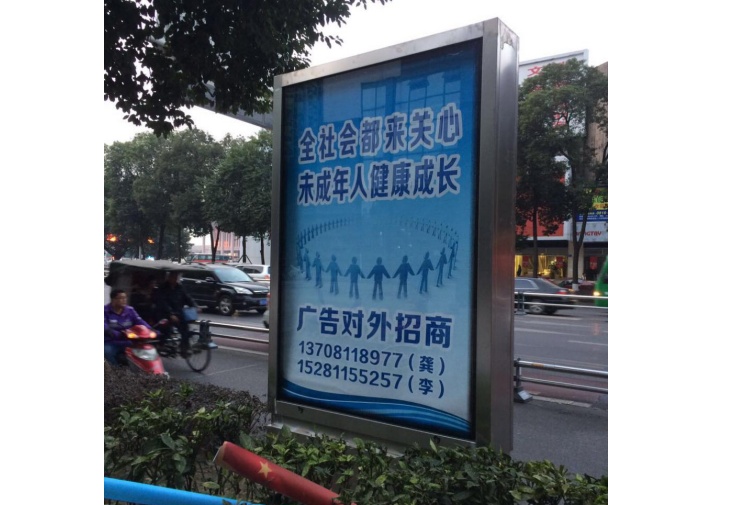 全社会都来关心
未成年人健康成长
广告对外招商
13708118977(龚)
15281155257(李)